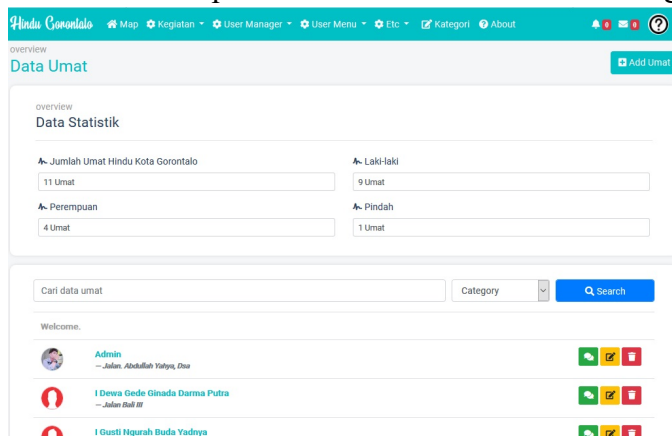 Hindu Gorontalo Map Kegiatan User Manager User Menu Etc Kategori About 0 0
overview
Data Umat
Add Umat
overview
Data Statistik
Jumlah Umat Hindu Kota Gorontalo
Laki-laki
11 Umat
9 Umat
Perempuan
Pindah
4 Umat
1 Umat
Cari data umat
Category
Search
Welcome.
Admin
— Jalan. Abdullah Yahya, Dsa
I Dewa Gede Ginada Darma Putra
— Jalan Bali III
I Gusti Ngurah Buda Yadnya